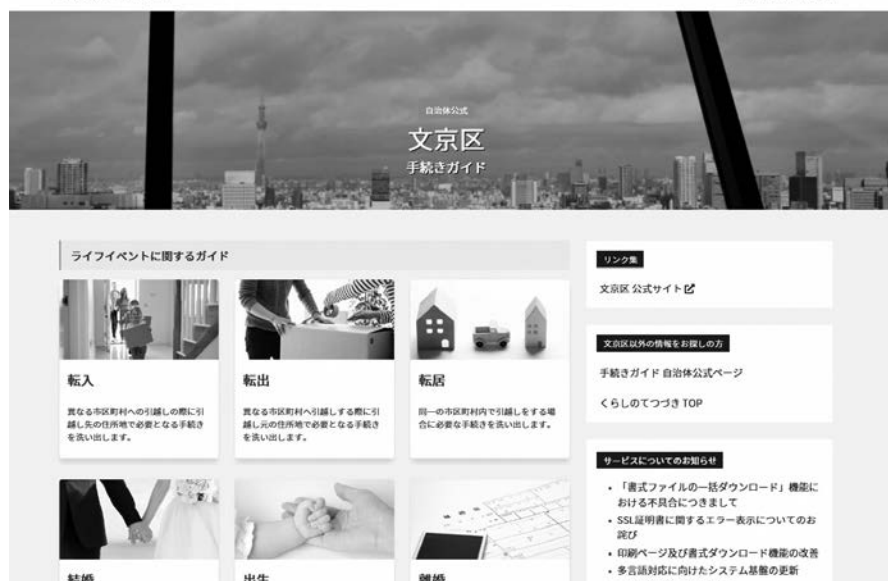 自治体公式
文京区
手続きガイド
ライフイベントに関するガイド
転入
異なる市区町村への引越しの際に引
越し先の住所地で必要となる手続き
を洗い出します。
転出
異なる市区町村へ引越しする際に引
越し元の住所地で必要となる手続き
を洗い出します。
転居
同一の市区町村内で引越しをする場
合に必要な手続きを洗い出します。
結婚
出生
離婚
リンク集
文京区 公式サイト
文京区以外の情報をお探しの方
手続きガイド 自治体公式ページ
くらしのてつづき TOP
サービスについてのお知らせ
・「書式ファイルの一括ダウンロード」機能に
おける不具合につきまして
・SSL証明書に関するエラー表示についてのお
詫び
・印刷ページ及び書式ダウンロード機能の改善
・多言語対応に向けたシステム基盤の更新